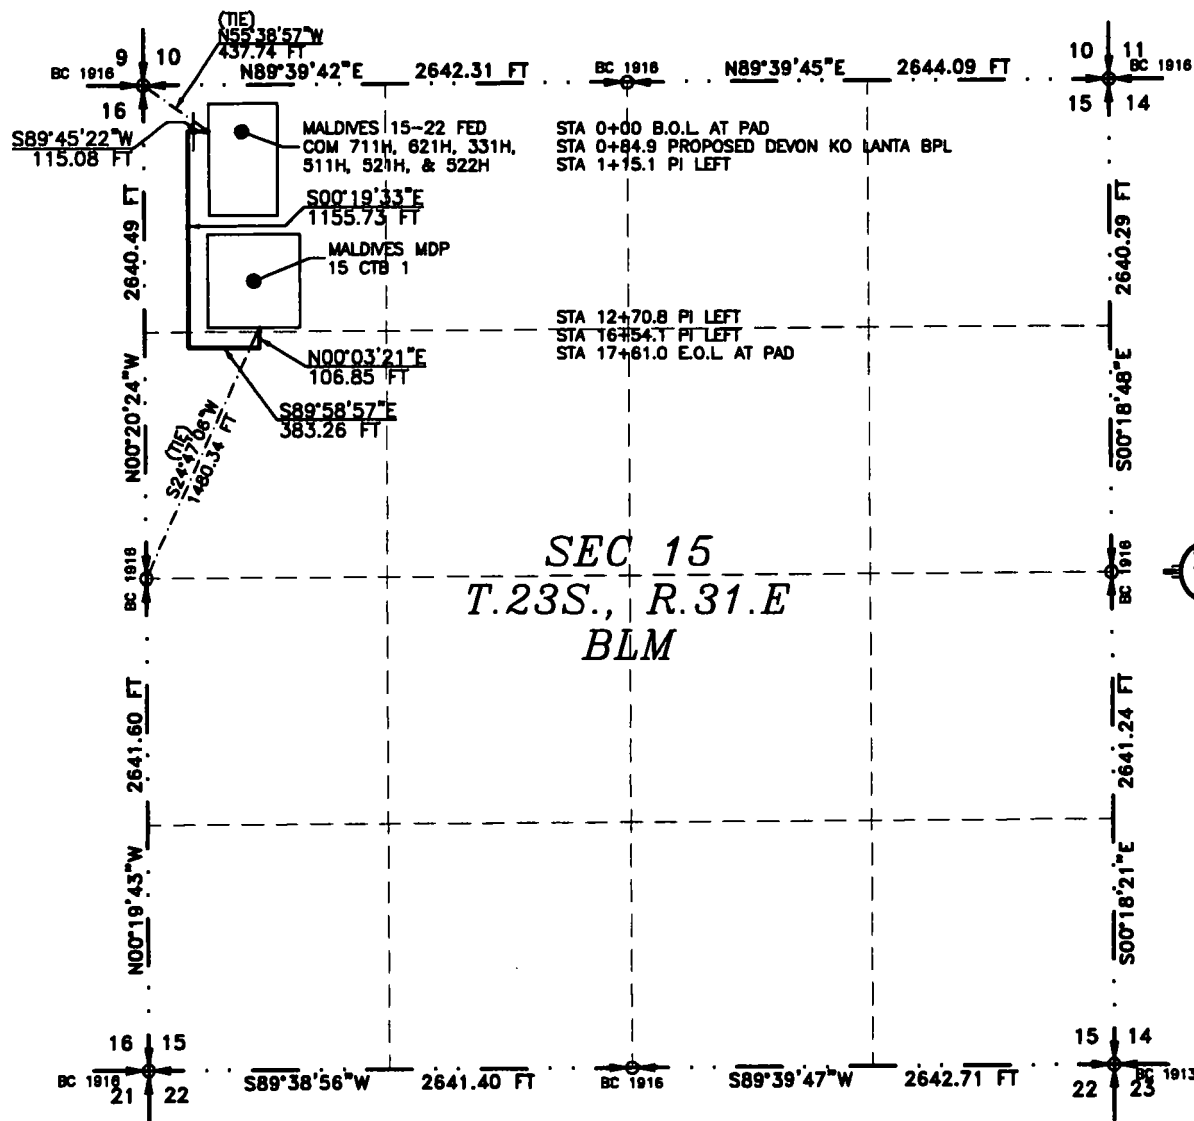 (TIE)
N55°38'57"W
437.74 FT
9 10
BC 1916
16
N89°39'42"E 2642.31 FT
BC 1916
N89°39'45"E 2644.09 FT
10 11
BC 1916
15 14
S89°45'22"W
115.08 FT
MALDIVES 15-22 FED
COM 711H, 621H, 331H,
511H, 521H, & 522H
STA 0+00 B.O.L. AT PAD
STA 0+84.9 PROPOSED DEVON KO LANTA BPL
STA 1+15.1 PI LEFT
S00°19'33"E
1155.73 FT
MALDIVES MDP
15 CTB 1
STA 12+70.8 PI LEFT
STA 16+54.1 PI LEFT
STA 17+61.0 E.O.L. AT PAD
N00°03'21"E
106.85 FT
S89°58'57"E
383.26 FT
(TIE)
S24°47'06"W
1480.34 FT
N00°20'24"W 2640.49 FT
S00°18'48"E 2640.29 FT
BC 1916
SEC 15
T.23S., R.31.E
BLM
BC 1916
N00°19'43"W 2641.60 FT
S00°18'21"E 2641.24 FT
16 15
BC 1916
21 22
S89°38'56"W 2641.40 FT
BC 1916
S89°39'47"W 2642.71 FT
15 14
BC 1913
22 23